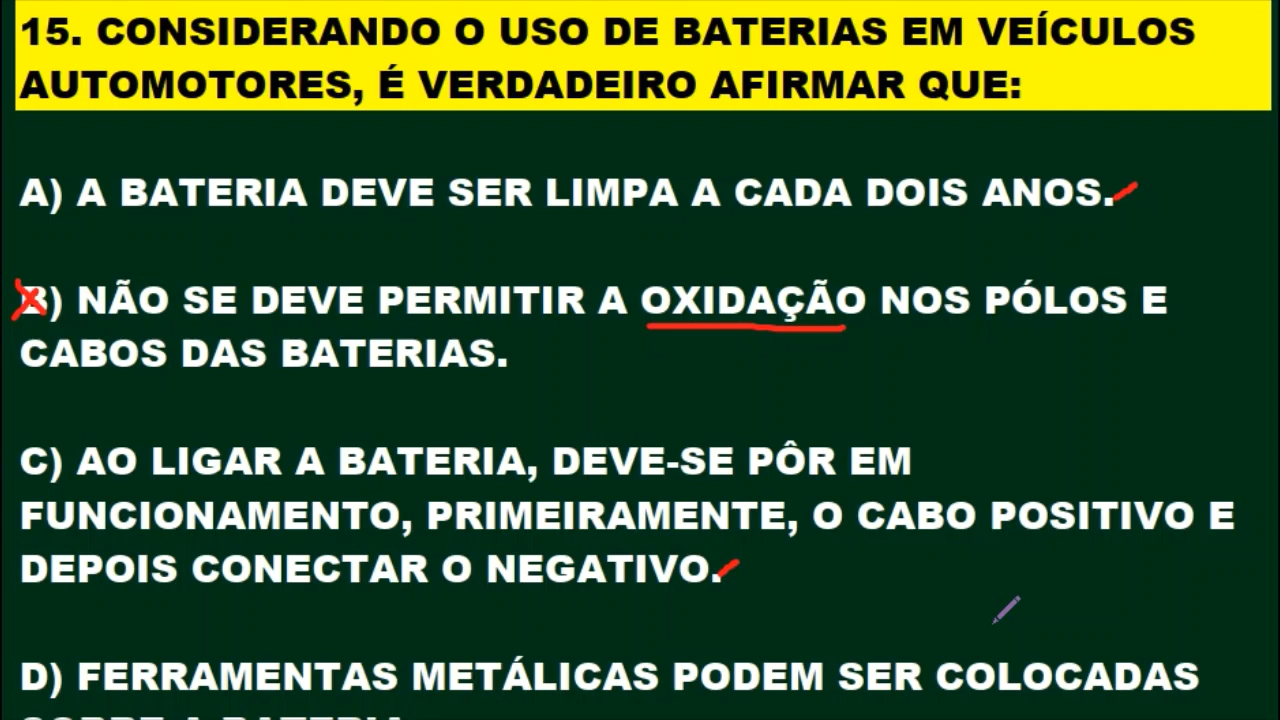 15. CONSIDERANDO O USO DE BATERIAS EM VEÍCULOS
AUTOMOTORES, É VERDADEIRO AFIRMAR QUE:
A) A BATERIA DEVE SER LIMPA A CADA DOIS ANOS.
B) NÃO SE DEVE PERMITIR A OXIDAÇÃO NOS PÓLOS E
CABOS DAS BATERIAS.
C) AO LIGAR A BATERIA, DEVE-SE PÔR EM
FUNCIONAMENTO, PRIMEIRAMENTE, O CABO POSITIVO E
DEPOIS CONECTAR O NEGATIVO.
D) FERRAMENTAS METÁLICAS PODEM SER COLOCADAS